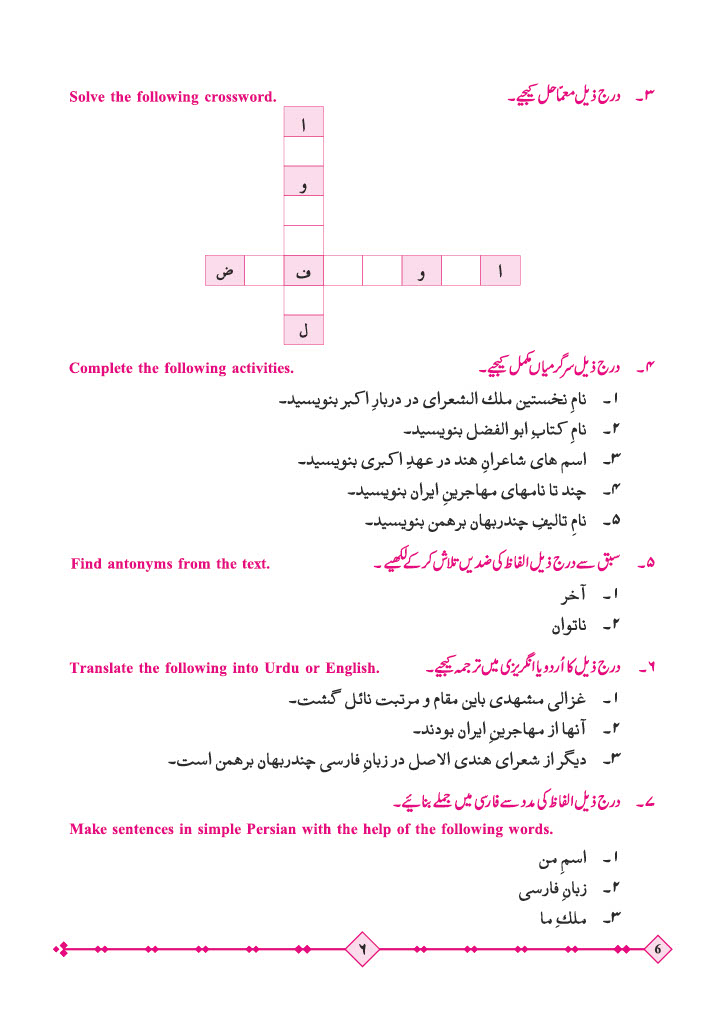 Solve the following crossword. ۳۔ درج ذیل معمّا حل کیجیے۔
ا
و
ض ف و ا
ل
Complete the following activities. ۴۔ درج ذیل سرگرمیاں مکمل کیجیے۔
۱۔ نامِ نخستین ملك الشعرای در دربارِ اکبر بنویسید۔
۲۔ نامِ کتابِ ابو الفضل بنویسید۔
۳۔ اسم های شاعرانِ هند در عهدِ اکبری بنویسید۔
۴۔ چند تا نامهای مهاجرینِ ایران بنویسید۔
۵۔ نامِ تالیفِ چندربهان برهمن بنویسید۔
Find antonyms from the text. ۵۔ سبق سے درج ذیل الفاظ کی ضدیں تلاش کر کے لکھیے۔
۱۔ آخر
۲۔ ناتوان
Translate the following into Urdu or English. ۶۔ درج ذیل کا اُردو یا انگریزی میں ترجمہ کیجیے۔
۱۔ غزالی مشهدی باین مقام و مرتبت نائل گشت۔
۲۔ آنها از مهاجرینِ ایران بودند۔
۳۔ دیگر از شعرای هندی الاصل در زبانِ فارسی چندربهان برهمن است۔
۷۔ درج ذیل الفاظ کی مدد سے فارسی میں جملے بنائیے۔
Make sentences in simple Persian with the help of the following words.
۱۔ اسمِ من
۲۔ زبانِ فارسی
۳۔ ملكِ ما
۶ 6